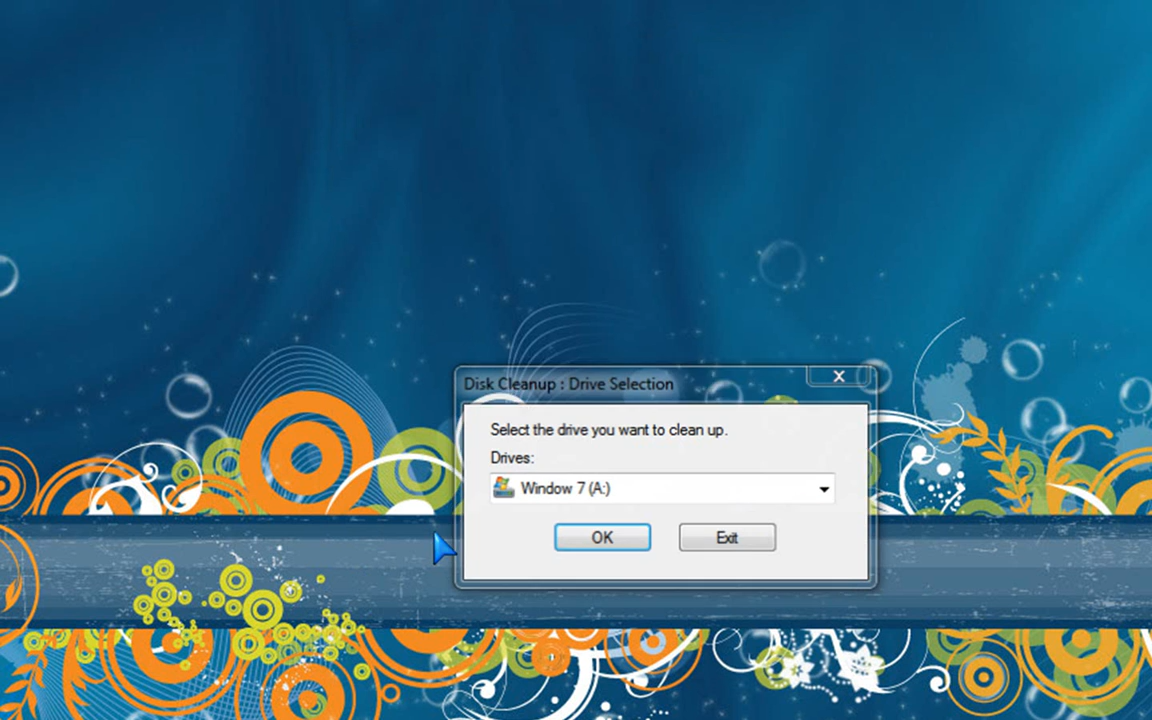 Disk Cleanup : Drive Selection
X
Select the drive you want to clean up.
Drives:
Window 7 (A:)
OK
Exit